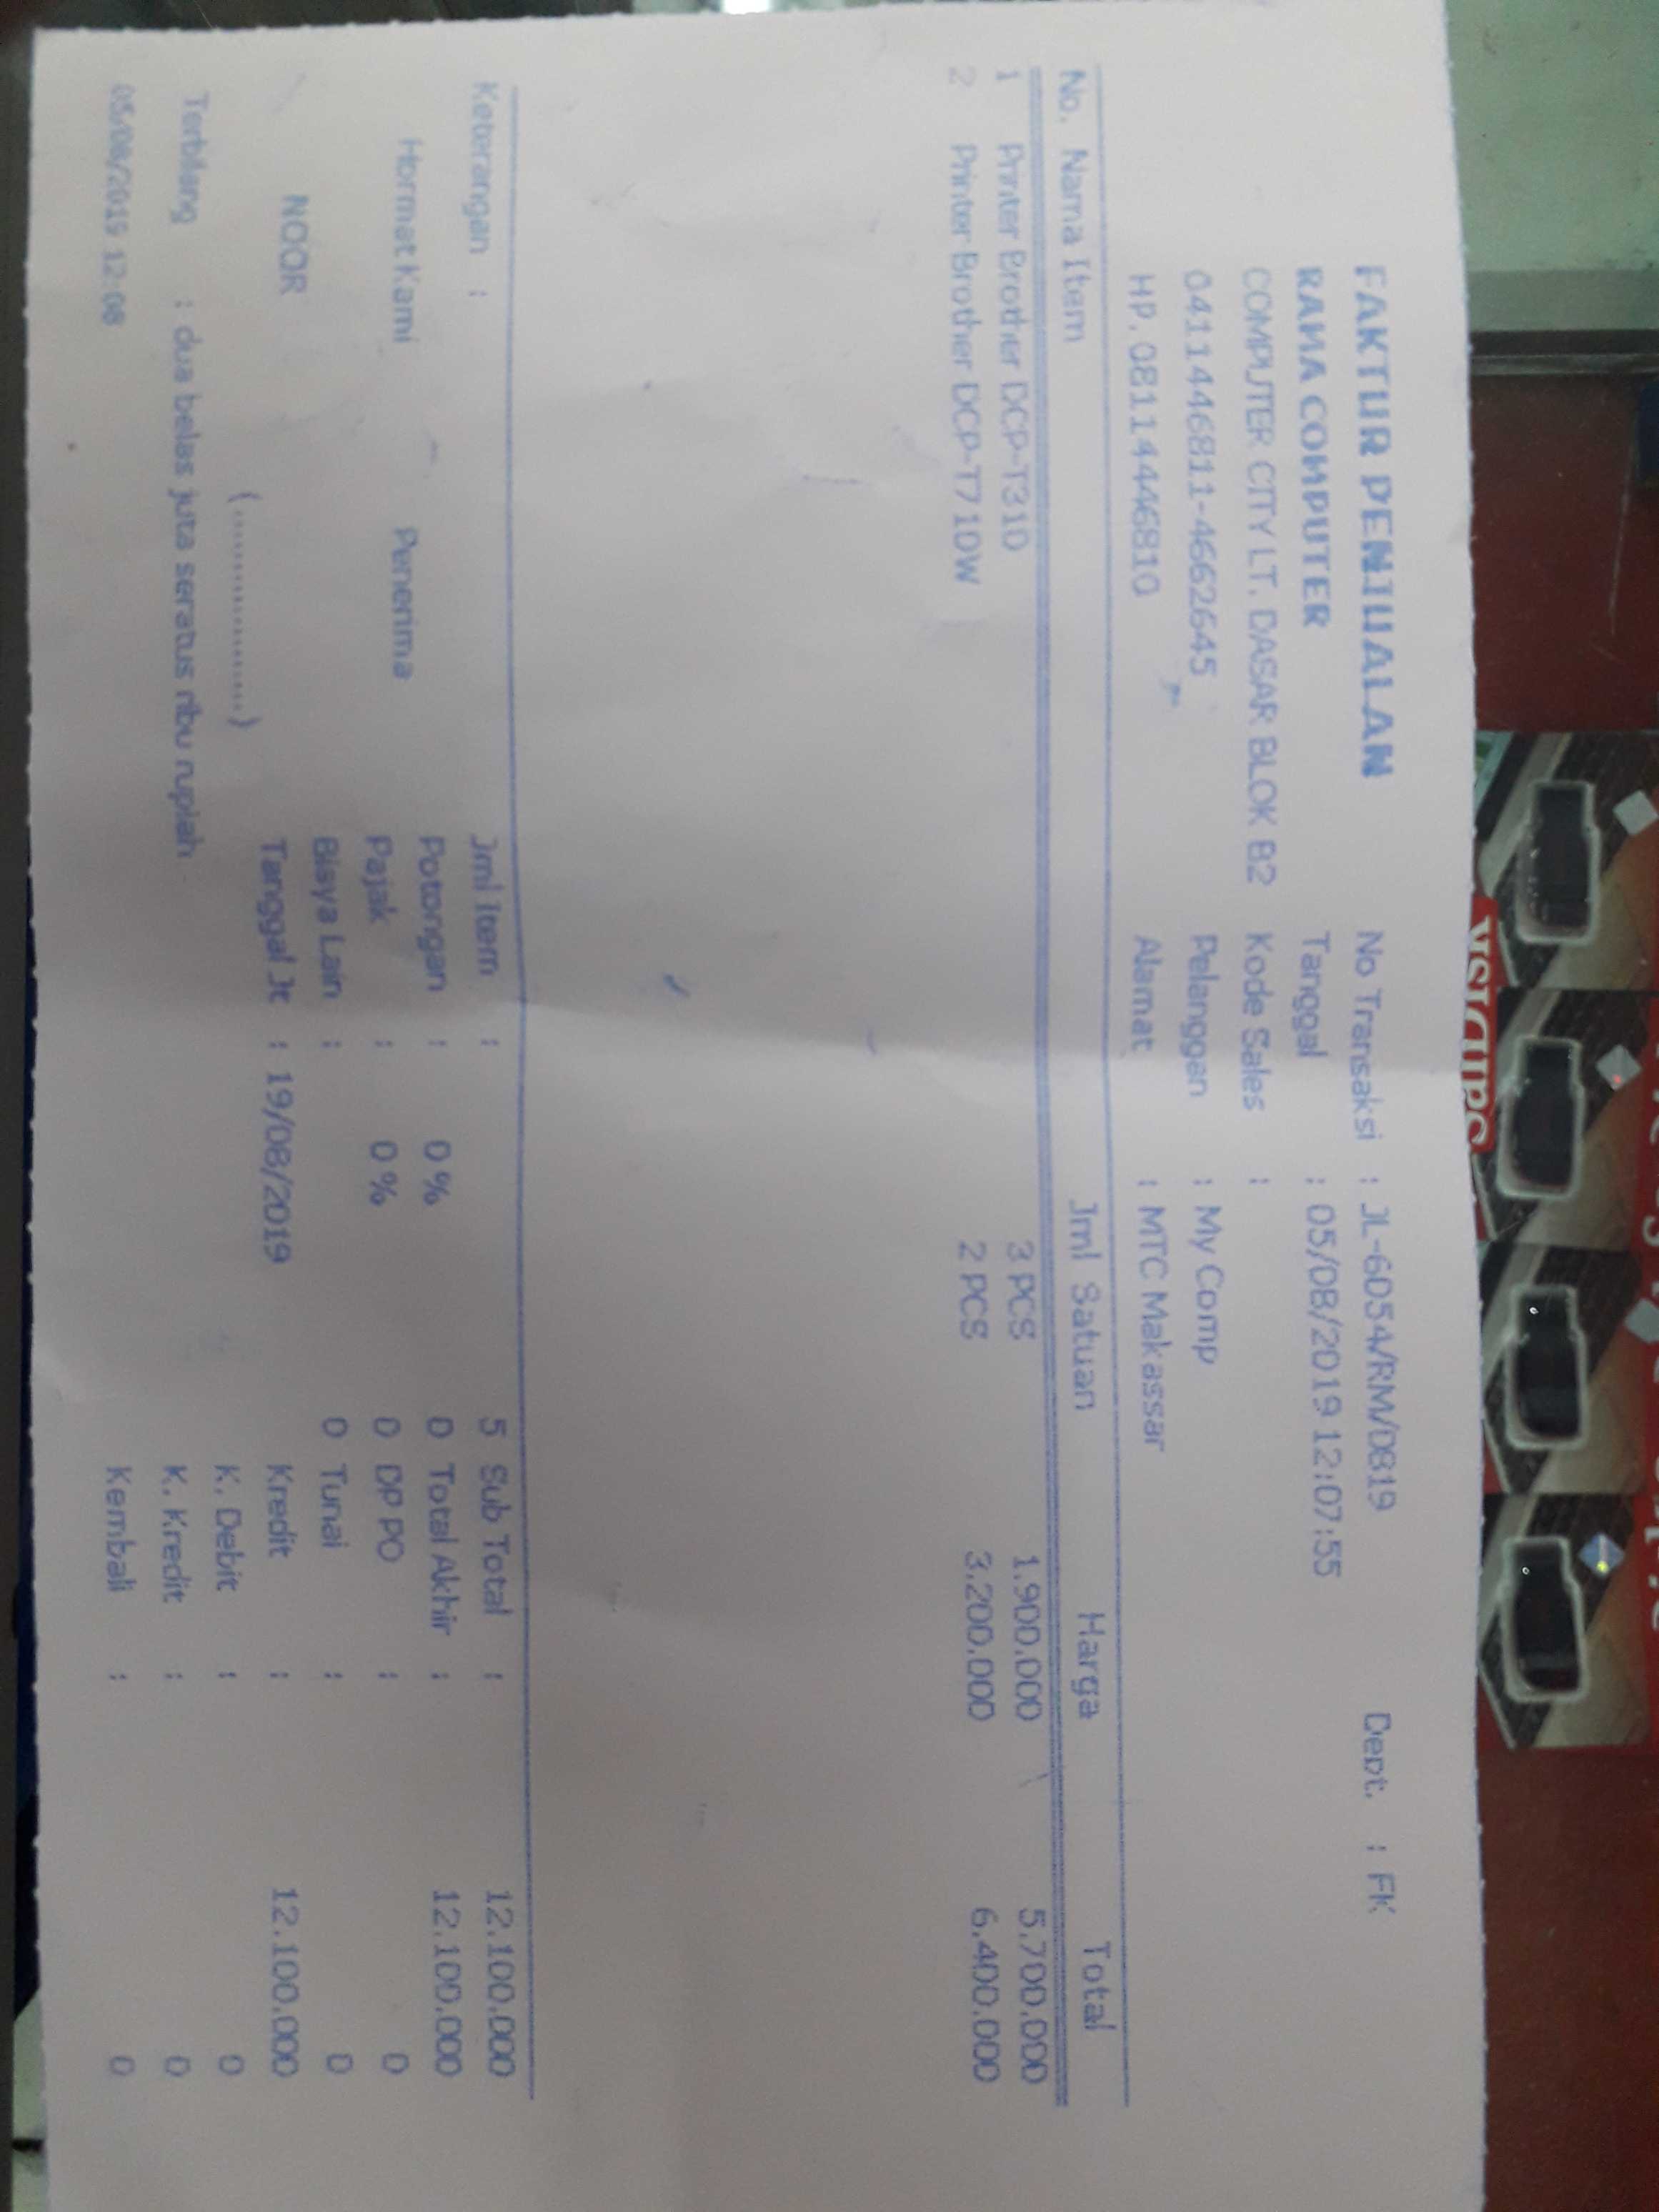 FAKTUR PENJUALAN
RAMA COMPUTER
COMPUTER CITY LT. DASAR BLOK B2
04114446811-4662645
HP. 08114446810
No Transaksi : JL-6054/RM/0819 Dept. : FK
Tanggal : 05/08/2019 12:07:55
Kode Sales :
Pelanggan : My Comp
Alamat : MTC Makassar
No. Nama Item Jml Satuan Harga Total
1 Printer Brother DCP-T310 3 PCS 1.900.000 5.700.000
2 Printer Brother DCP-T710W 2 PCS 3.200.000 6.400.000
Keterangan :
Hormat Kami Penerima
NOOR
(................)
Jml Item : 5 Sub Total : 12.100.000
Potongan : 0 % 0 Total Akhir : 12.100.000
Pajak : 0 % 0 DP PO : 0
Biaya Lain : 0 Tunai : 0
Tanggal Jt : 19/08/2019 Kredit : 12.100.000
K. Debit : 0
K. Kredit : 0
Kembali : 0
Terbilang : dua belas juta seratus ribu rupiah
05/08/2019 12:08